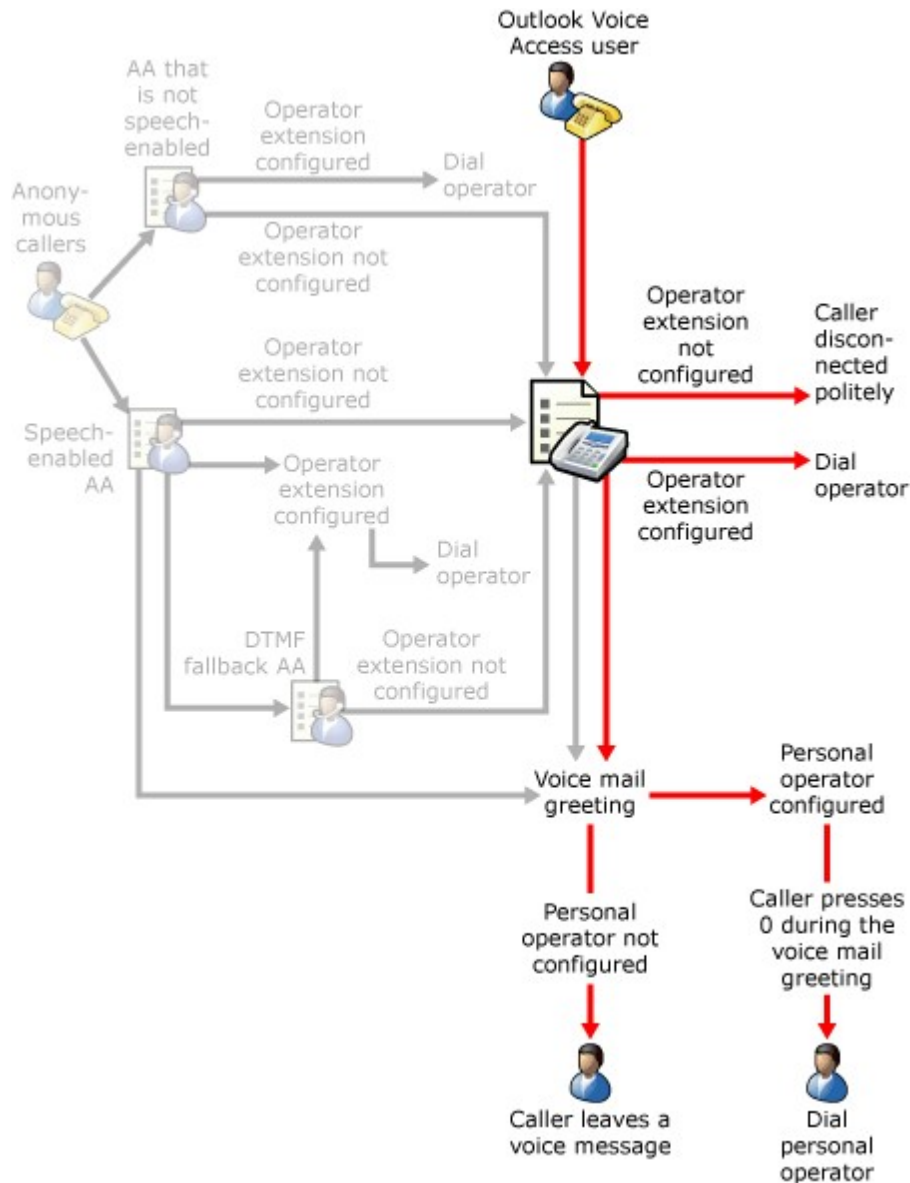 Outlook Voice
Access user
AA that
is not
speech-
enabled
Operator
extension
configured
Dial
operator
Anony-
mous
callers
Operator
extension not
configured
Operator
extension
not
configured
Caller
discon-
nected
politely
Operator
extension not
configured
Speech-
enabled
AA
Operator
extension
configured
Dial
operator
Operator
extension
configured
Dial
operator
DTMF
fallback AA
Operator
extension not
configured
Voice mail
greeting
Personal
operator
configured
Personal
operator not
configured
Caller presses
0 during the
voice mail
greeting
Caller leaves a
voice message
Dial
personal
operator